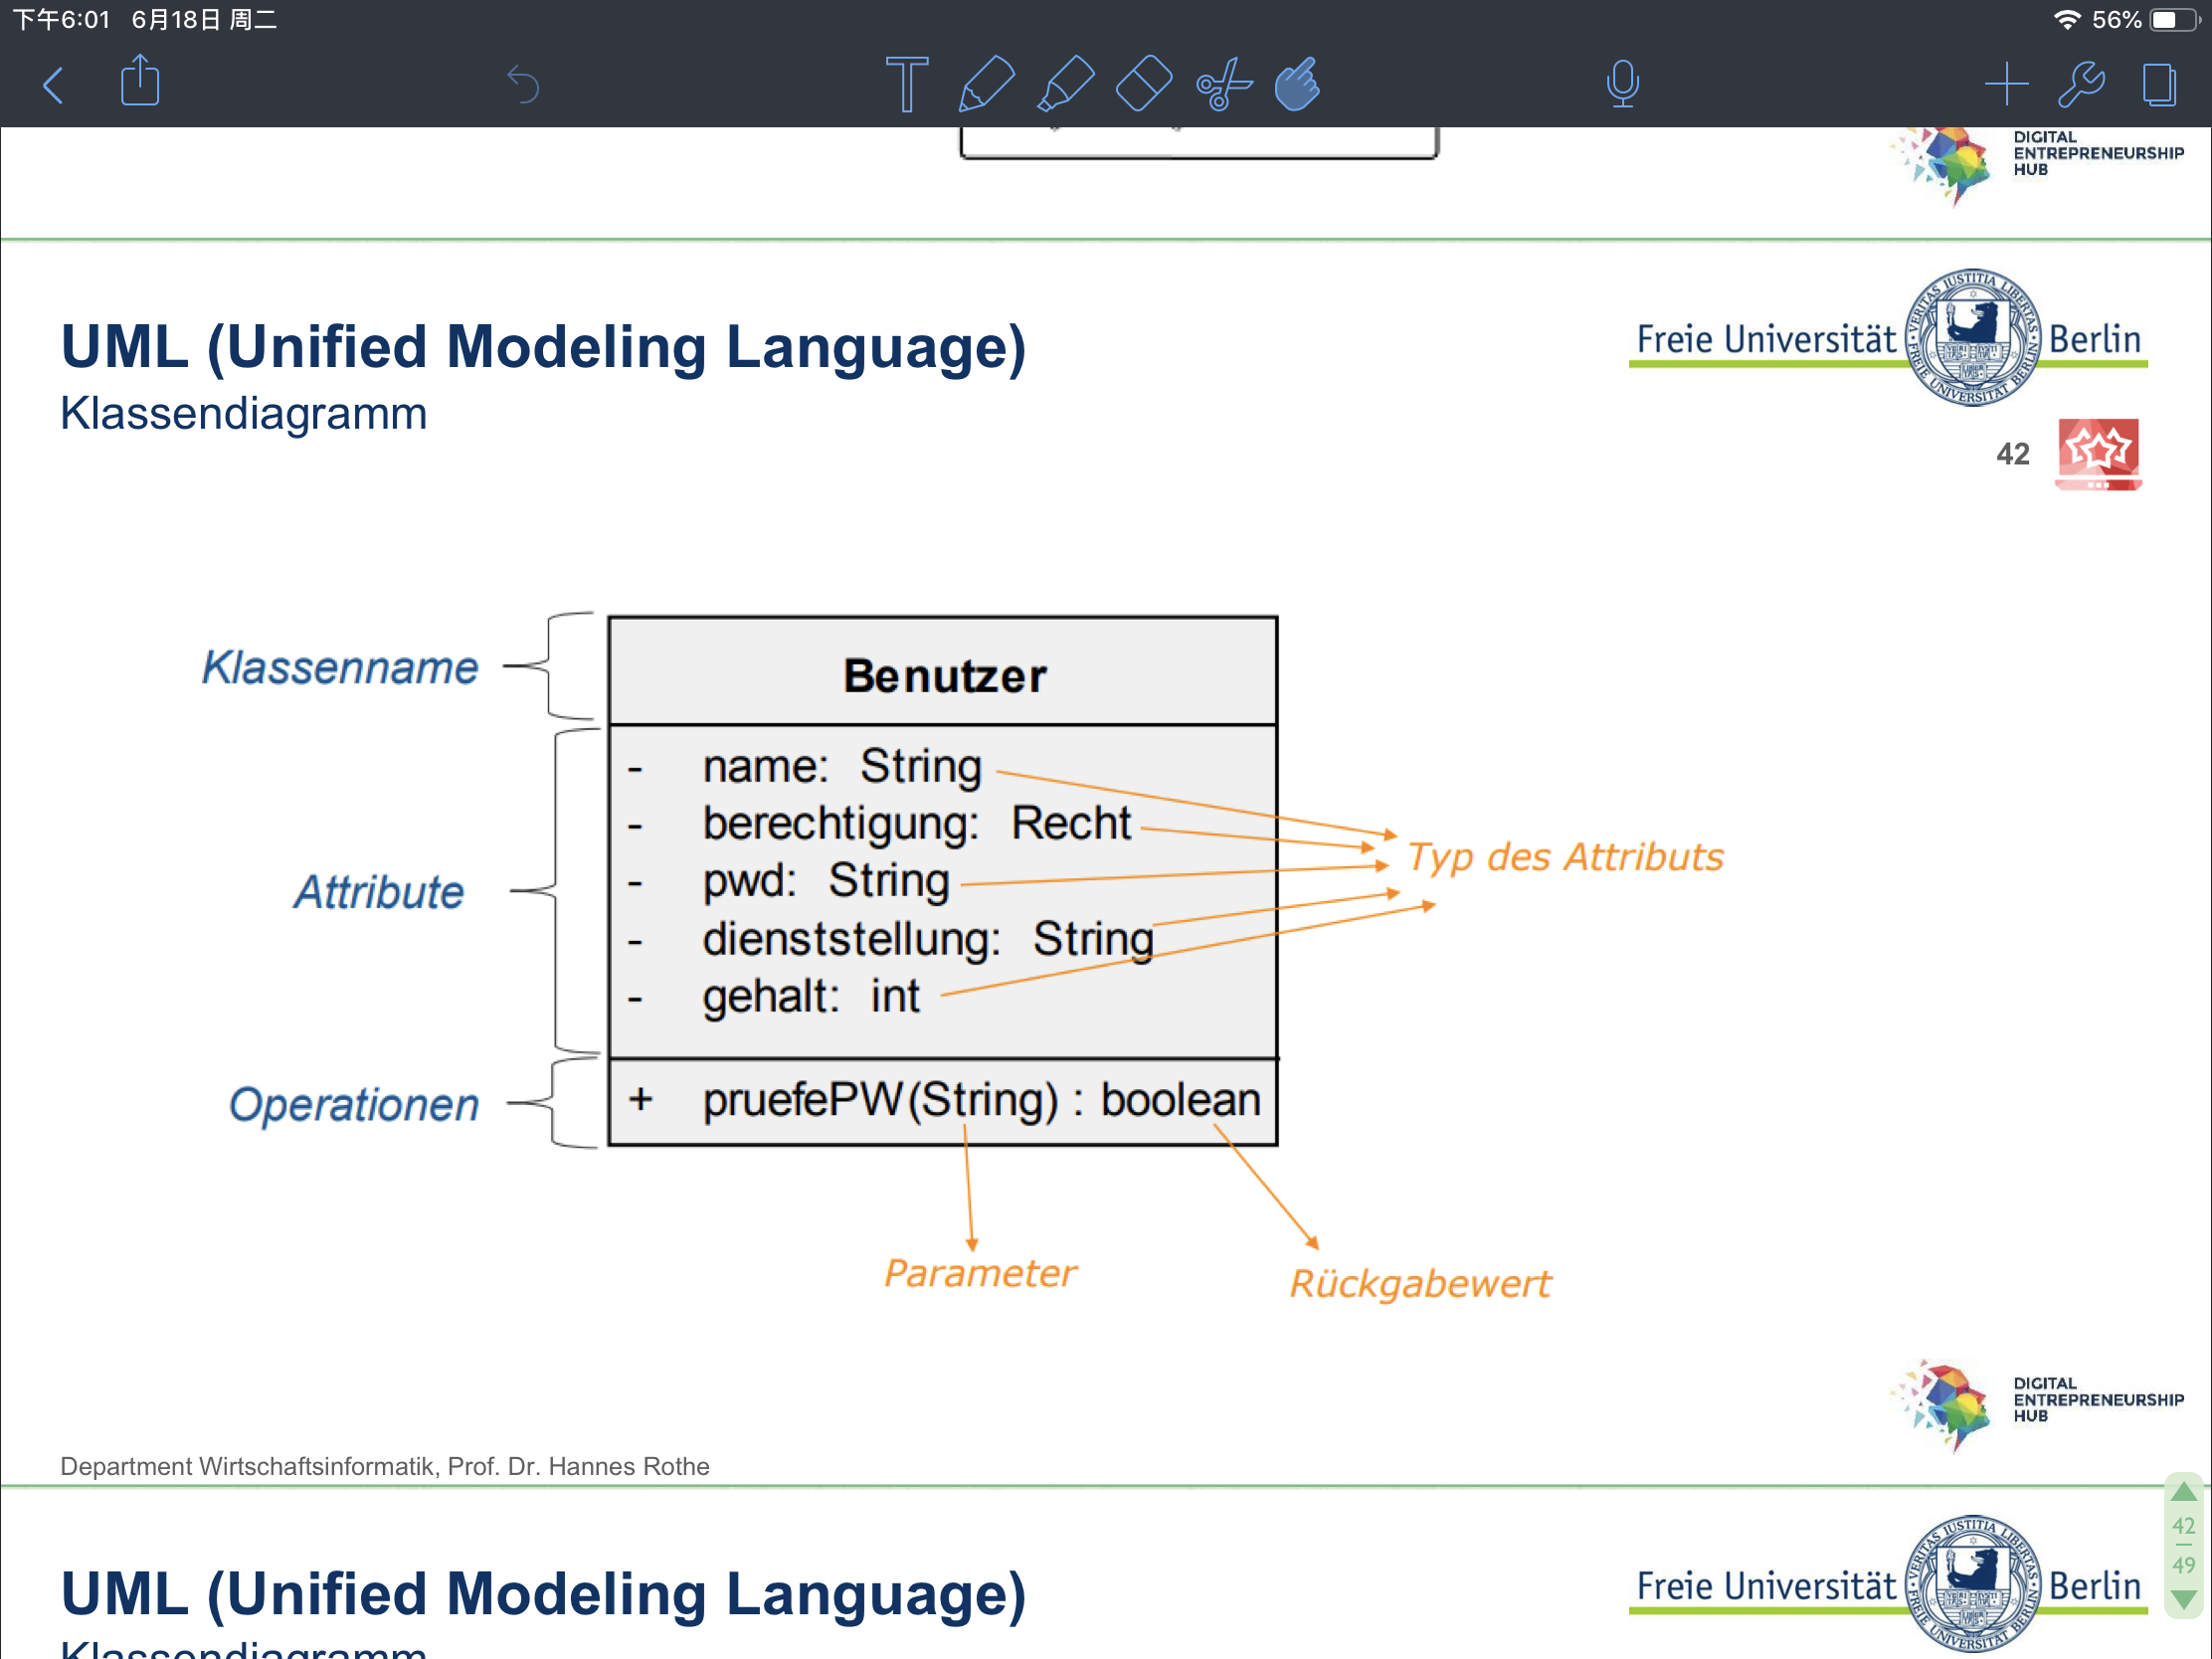 下午6:01 6月18日 周二
56%
DIGITAL
ENTREPRENEURSHIP
HUB
UML (Unified Modeling Language)
Klassendiagramm
Freie Universität Berlin
42
Klassenname
Benutzer
Attribute
- name: String
- berechtigung: Recht
- pwd: String
- dienststellung: String
- gehalt: int
Typ des Attributs
Operationen
+ pruefePW(String) : boolean
Parameter
Rückgabewert
DIGITAL
ENTREPRENEURSHIP
HUB
Department Wirtschaftsinformatik, Prof. Dr. Hannes Rothe
42
49
UML (Unified Modeling Language)
Klassendiagramm
Freie Universität Berlin